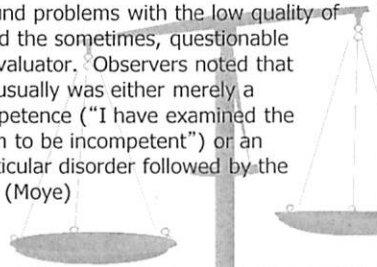 und problems with the low quality of
d the sometimes, questionable
valuator. Observers noted that
usually was either merely a
petence ("I have examined the
n to be incompetent") or an
ticular disorder followed by the
(Moye)